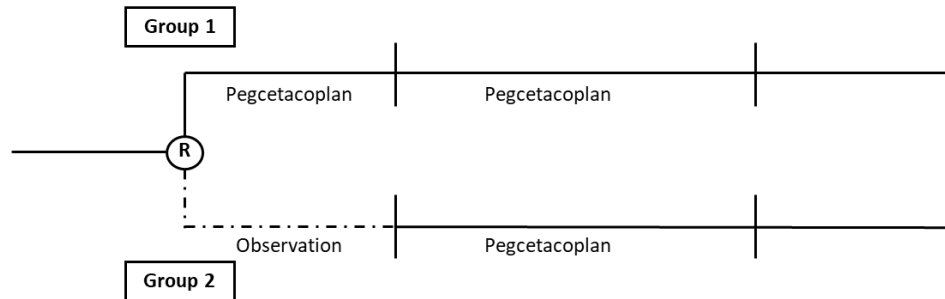 Group 1
Pegcetacoplan Pegcetacoplan
R
Observation Pegcetacoplan
Group 2